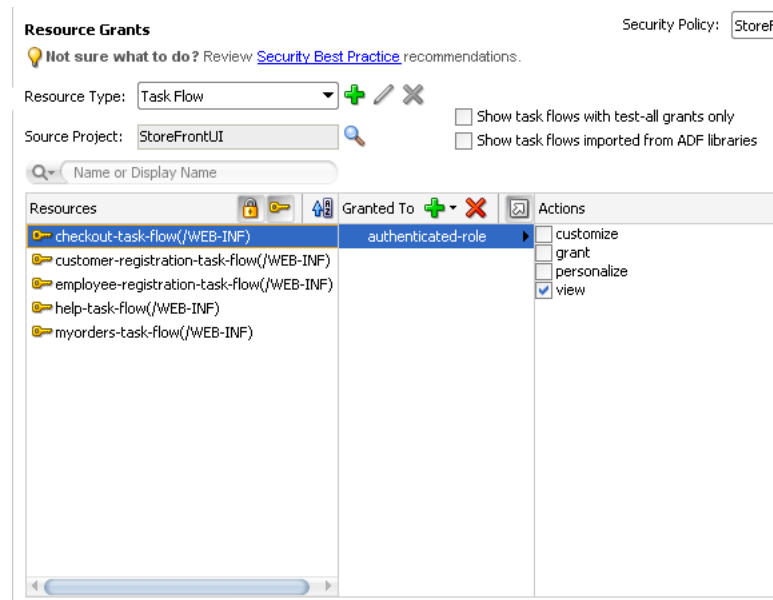 Resource Grants
Security Policy: StoreF
Not sure what to do? Review Security Best Practice recommendations.
Resource Type: Task Flow
Show task flows with test-all grants only
Source Project: StoreFrontUI
Show task flows imported from ADF libraries
Name or Display Name
Resources Granted To Actions
checkout-task-flow(/WEB-INF) authenticated-role customize
customer-registration-task-flow(/WEB-INF) grant
employee-registration-task-flow(/WEB-INF) personalize
help-task-flow(/WEB-INF) view
myorders-task-flow(/WEB-INF)